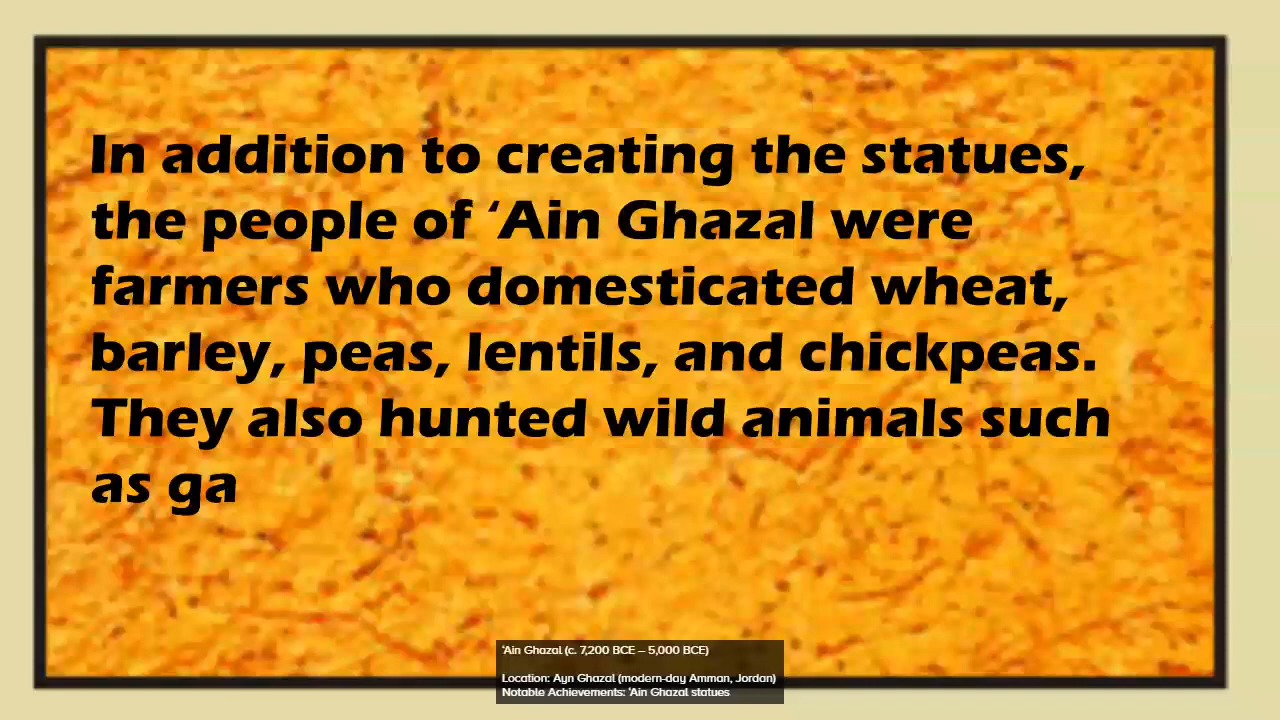 In addition to creating the statues,
the people of ‘Ain Ghazal were
farmers who domesticated wheat,
barley, peas, lentils, and chickpeas.
They also hunted wild animals such
as ga
‘Ain Ghazal (c. 7,200 BCE – 5,000 BCE)
Location: Ayn Ghazal (modern-day Amman, Jordan)
Notable Achievements: ‘Ain Ghazal statues